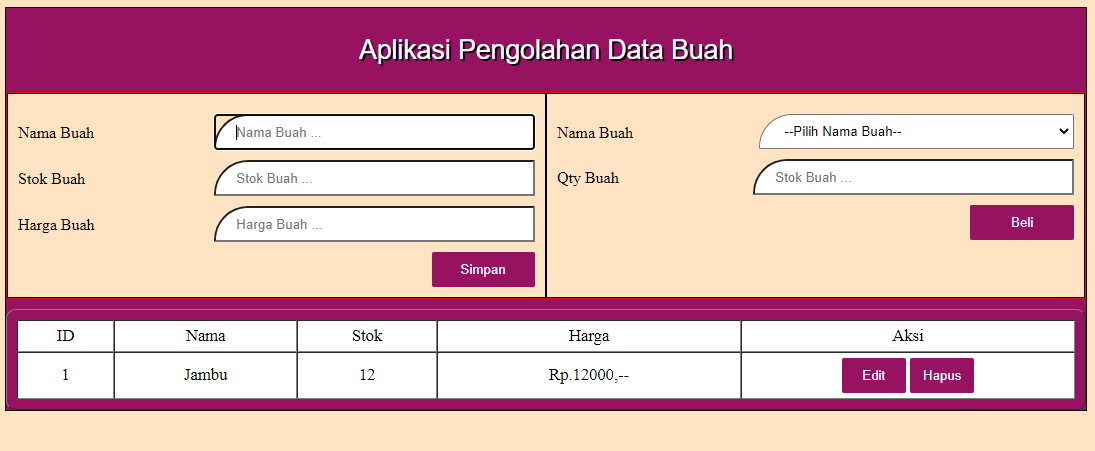 Aplikasi Pengolahan Data Buah
Nama Buah
Nama Buah ...
Stok Buah
Stok Buah ...
Harga Buah
Harga Buah ...
Simpan
Nama Buah
--Pilih Nama Buah--
Qty Buah
Stok Buah ...
Beli
ID Nama Stok Harga Aksi
1 Jambu 12 Rp.12000,-- Edit Hapus